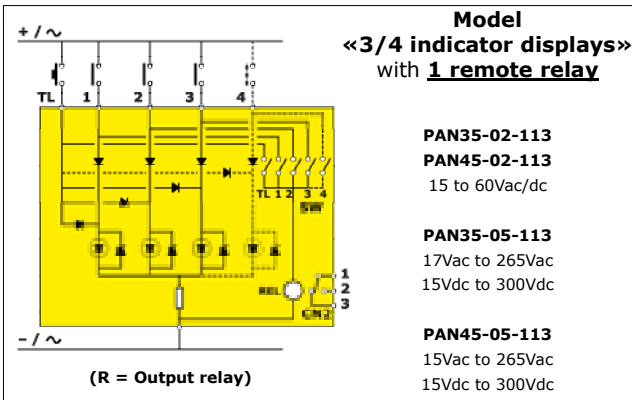 Model
«3/4 indicator displays»
with 1 remote relay
+ / ~
TL 1 2 3 4
TL 1 2 3 4
SW
REL
1
2
3
CN2
- / ~
(R = Output relay)
PAN35-02-113
PAN45-02-113
15 to 60Vac/dc
PAN35-05-113
17Vac to 265Vac
15Vdc to 300Vdc
PAN45-05-113
15Vac to 265Vac
15Vdc to 300Vdc